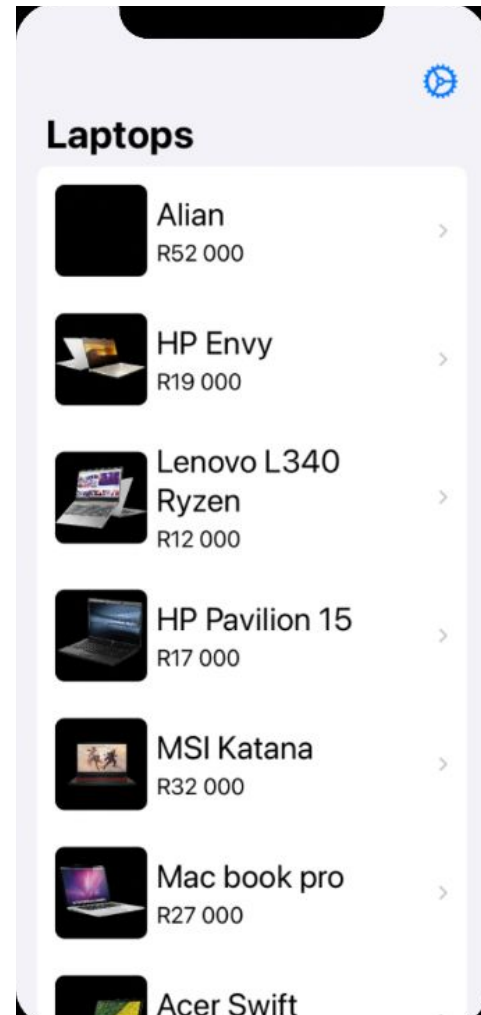 Laptops
Alian
R52 000
HP Envy
R19 000
Lenovo L340
Ryzen
R12 000
HP Pavilion 15
R17 000
MSI Katana
R32 000
Mac book pro
R27 000
Acer Swift